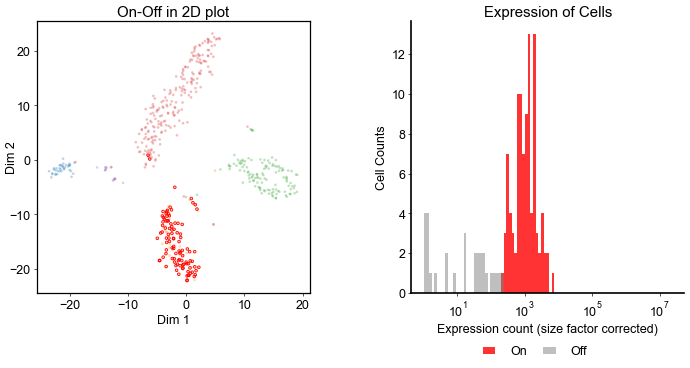 On-Off in 2D plot
20
10
0
−10
−20
Dim 2
−20 −10 0 10 20
Dim 1
Expression of Cells
12
10
8
6
4
2
0
Cell Counts
10^1 10^3 10^5 10^7
Expression count (size factor corrected)
On Off